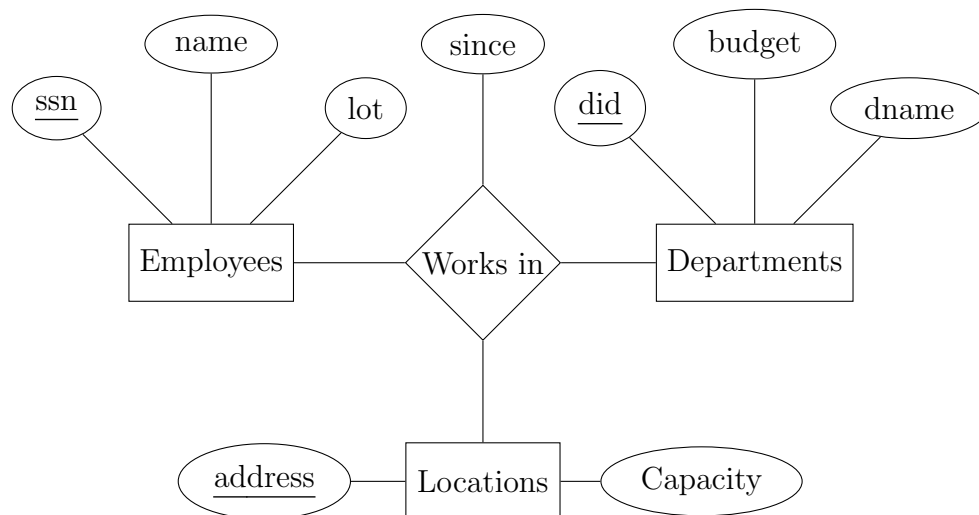 name
since
budget
ssn
lot
did
dname
Employees
Works in
Departments
address
Locations
Capacity